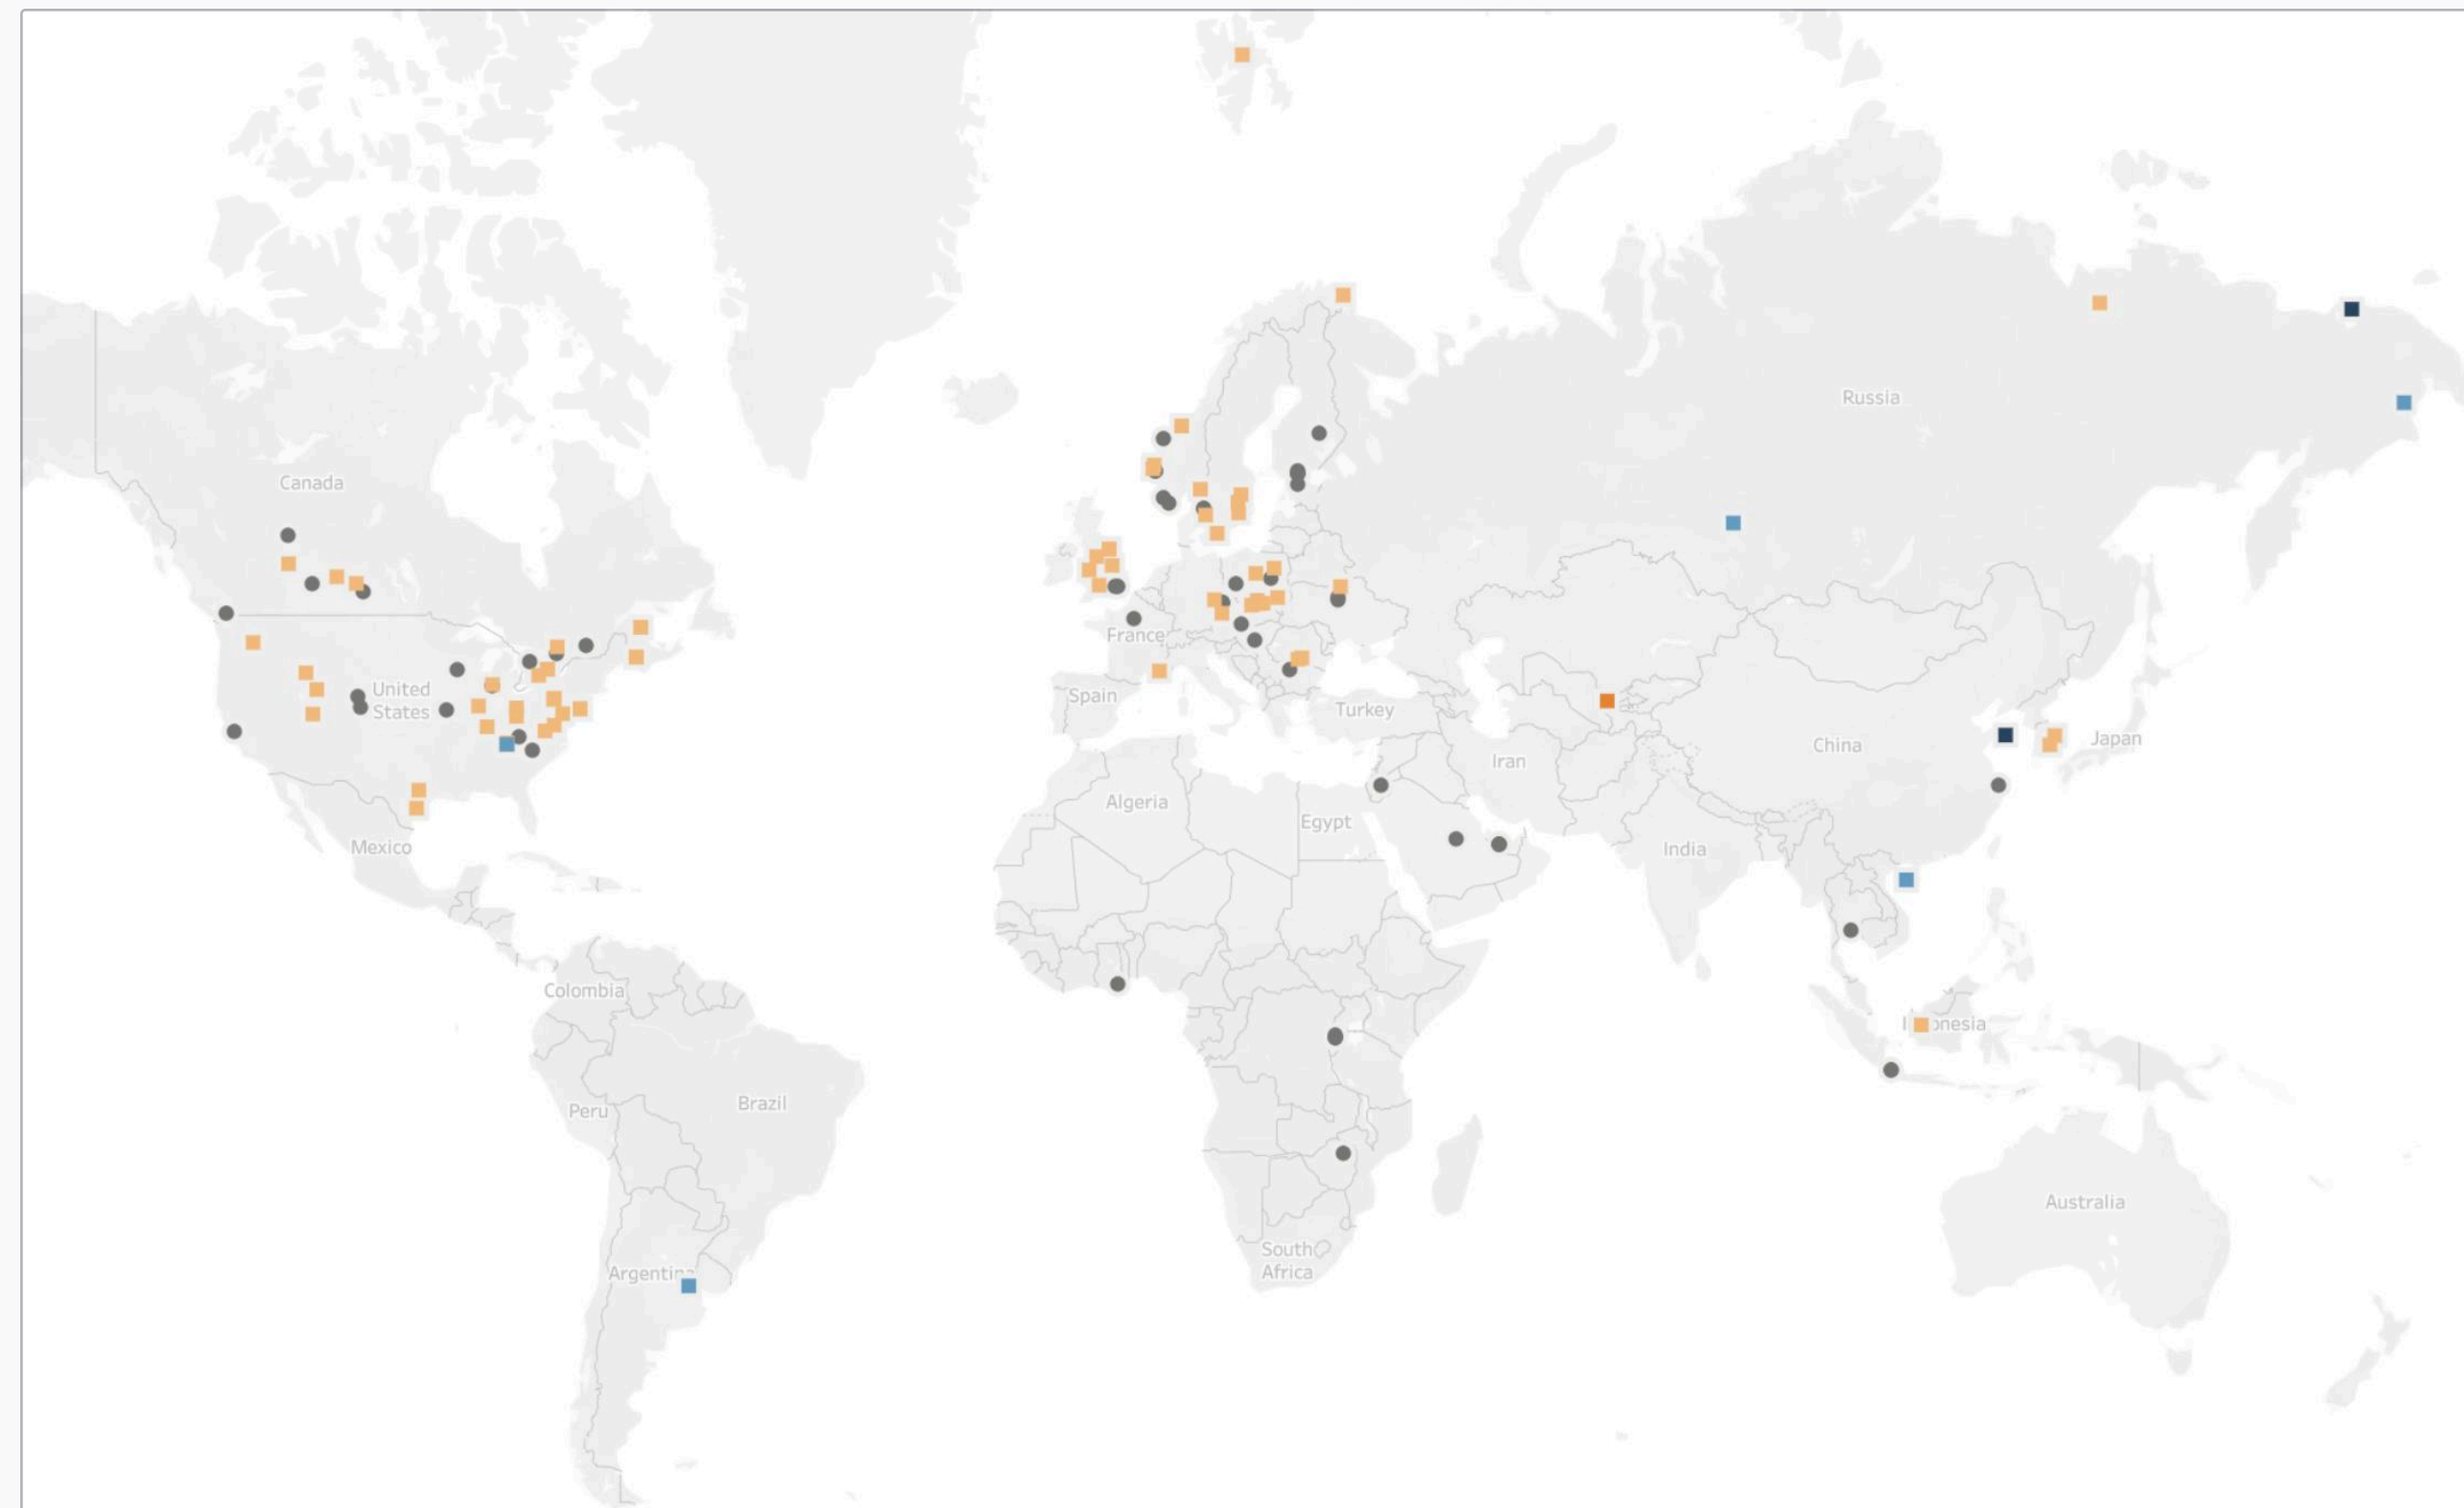 Russia
Canada
France
United
States
Spain
Turkey
Japan
China
Iran
Algeria
Egypt
Mexico
India
Colombia
Brazil
Peru
Australia
South
Africa